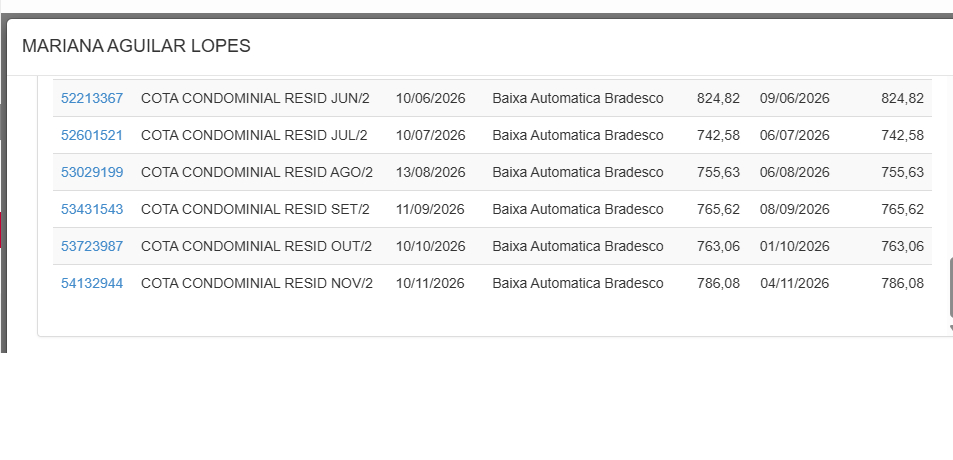 MARIANA AGUILAR LOPES
52213367 COTA CONDOMINIAL RESID JUN/2 10/06/2026 Baixa Automatica Bradesco 824,82 09/06/2026 824,82
52601521 COTA CONDOMINIAL RESID JUL/2 10/07/2026 Baixa Automatica Bradesco 742,58 06/07/2026 742,58
53029199 COTA CONDOMINIAL RESID AGO/2 13/08/2026 Baixa Automatica Bradesco 755,63 06/08/2026 755,63
53431543 COTA CONDOMINIAL RESID SET/2 11/09/2026 Baixa Automatica Bradesco 765,62 08/09/2026 765,62
53723987 COTA CONDOMINIAL RESID OUT/2 10/10/2026 Baixa Automatica Bradesco 763,06 01/10/2026 763,06
54132944 COTA CONDOMINIAL RESID NOV/2 10/11/2026 Baixa Automatica Bradesco 786,08 04/11/2026 786,08